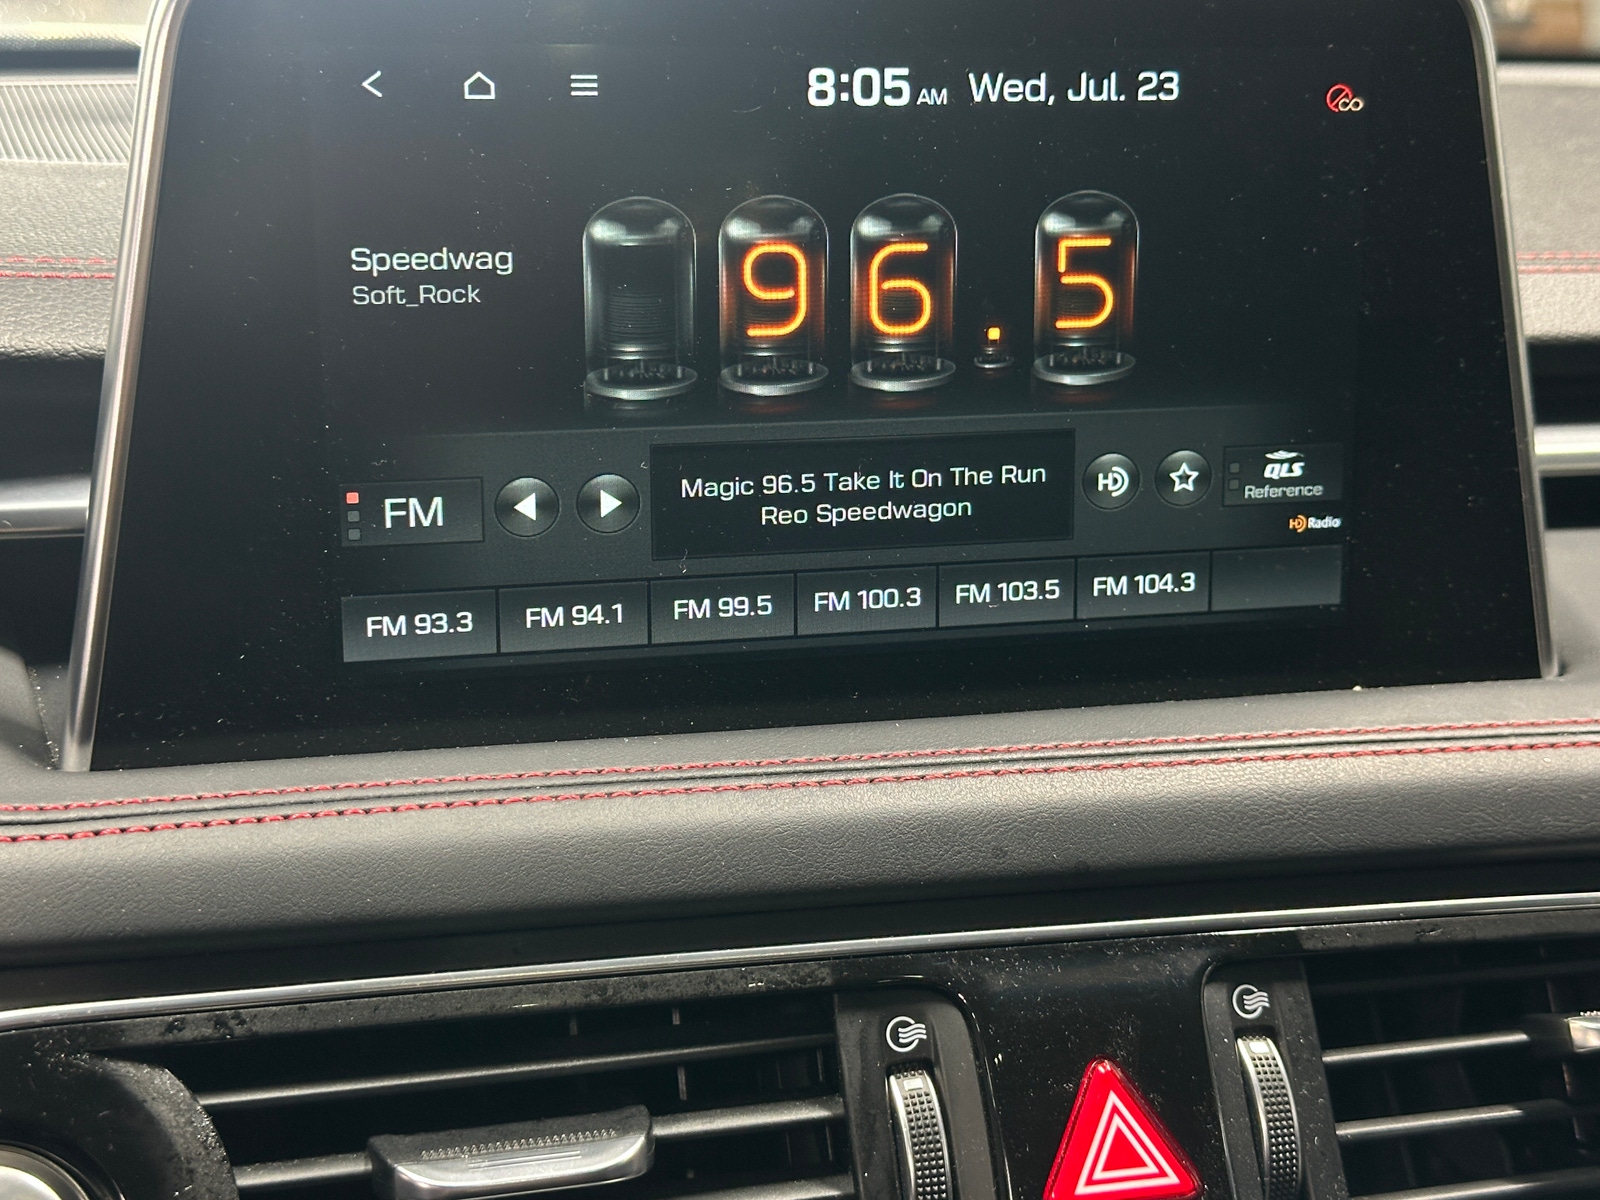 8:05 AM Wed, Jul. 23
CO
Speedwag
Soft_Rock
96.5
FM
Magic 96.5 Take It On The Run
Reo Speedwagon
HD
QLS
Reference
HD Radio
FM 93.3
FM 94.1
FM 99.5
FM 100.3
FM 103.5
FM 104.3